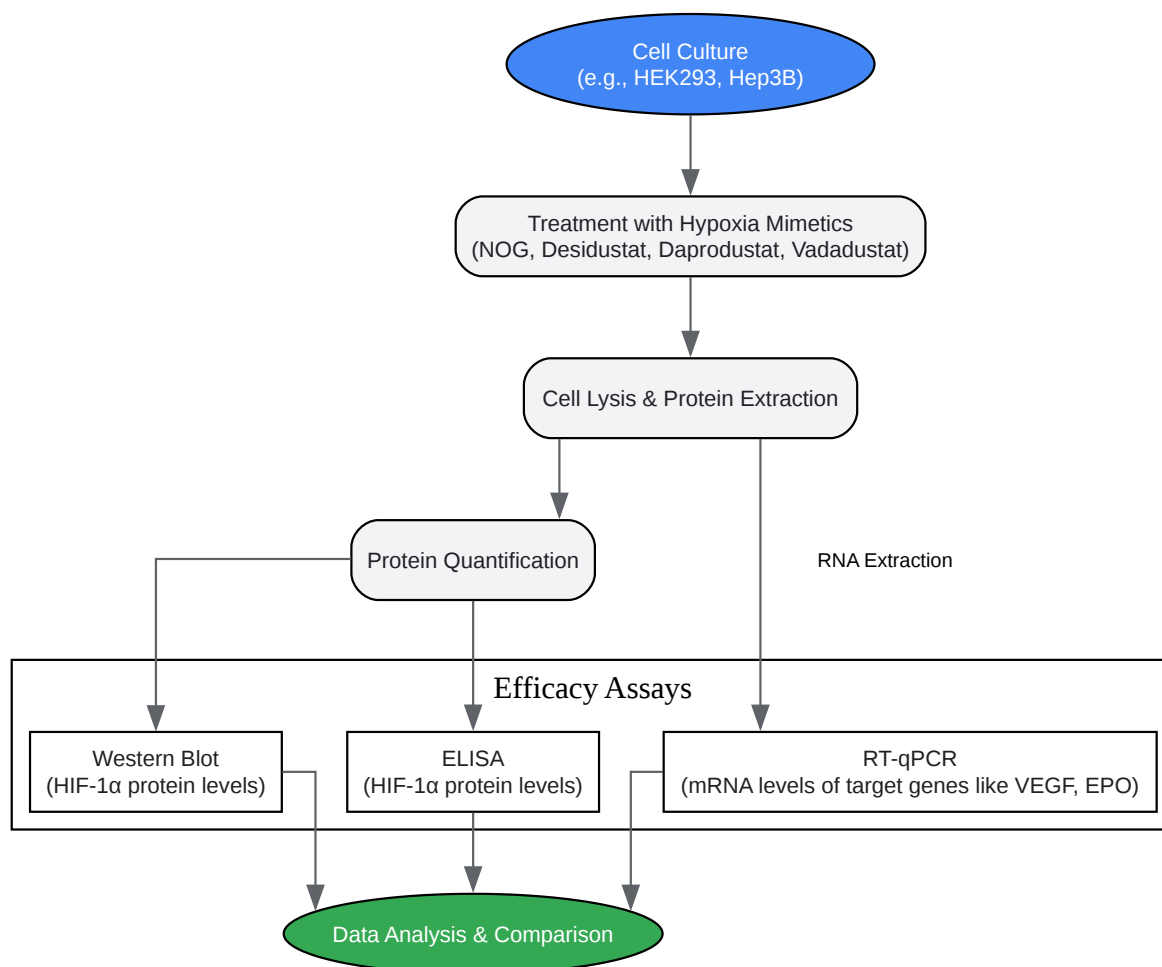 Cell Culture
(e.g., HEK293, Hep3B)
Treatment with Hypoxia Mimetics
(NOG, Desidustat, Daprodustat, Vadadustat)
Cell Lysis & Protein Extraction
Protein Quantification
RNA Extraction
Efficacy Assays
Western Blot
(HIF-1α protein levels)
ELISA
(HIF-1α protein levels)
RT-qPCR
(mRNA levels of target genes like VEGF, EPO)
Data Analysis & Comparison